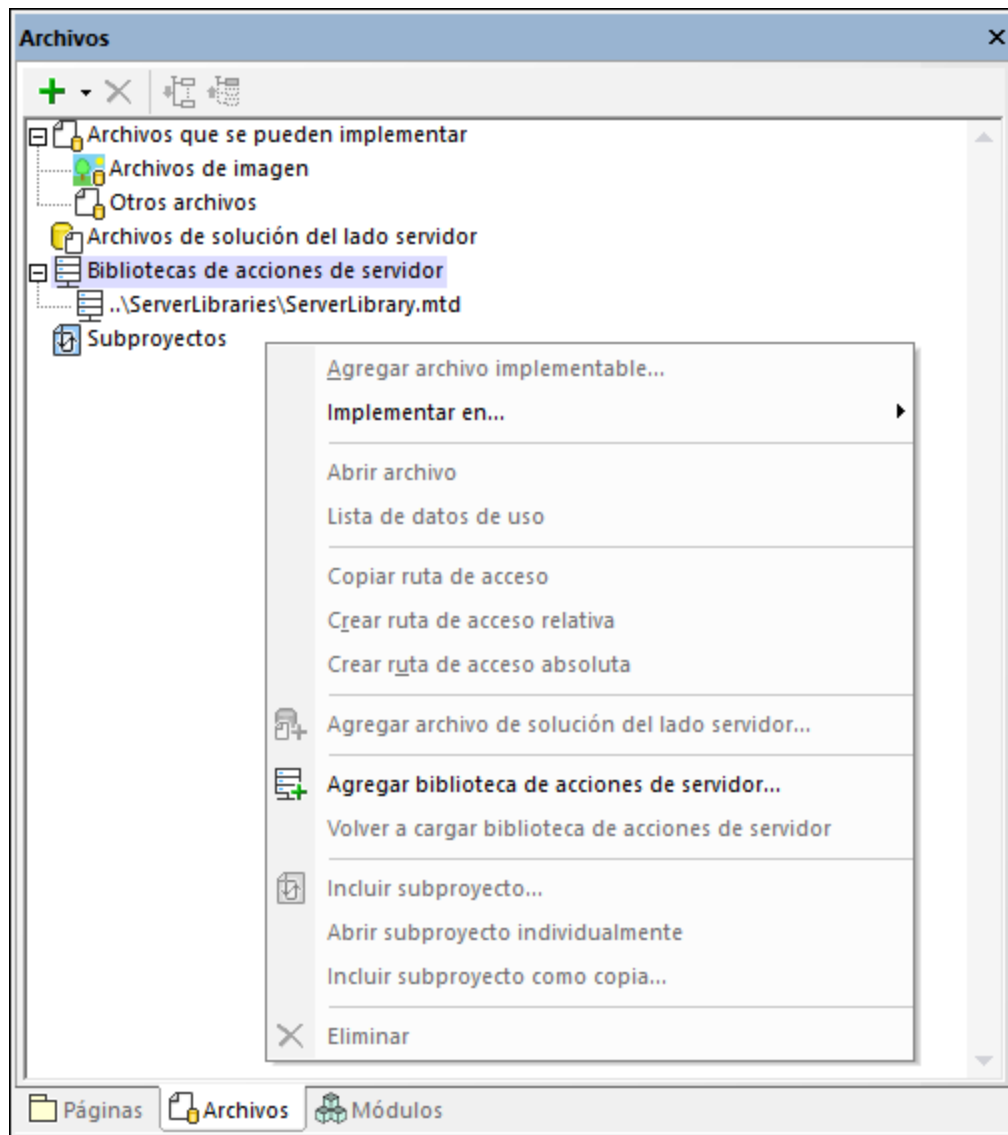 Archivos
Archivos que se pueden implementar
Archivos de imagen
Otros archivos
Archivos de solución del lado servidor
Bibliotecas de acciones de servidor
..\ServerLibraries\ServerLibrary.mtd
Subproyectos
Agregar archivo implementable...
Implementar en...
Abrir archivo
Lista de datos de uso
Copiar ruta de acceso
Crear ruta de acceso relativa
Crear ruta de acceso absoluta
Agregar archivo de solución del lado servidor...
Agregar biblioteca de acciones de servidor...
Volver a cargar biblioteca de acciones de servidor
Incluir subproyecto...
Abrir subproyecto individualmente
Incluir subproyecto como copia...
Eliminar
Páginas Archivos Módulos